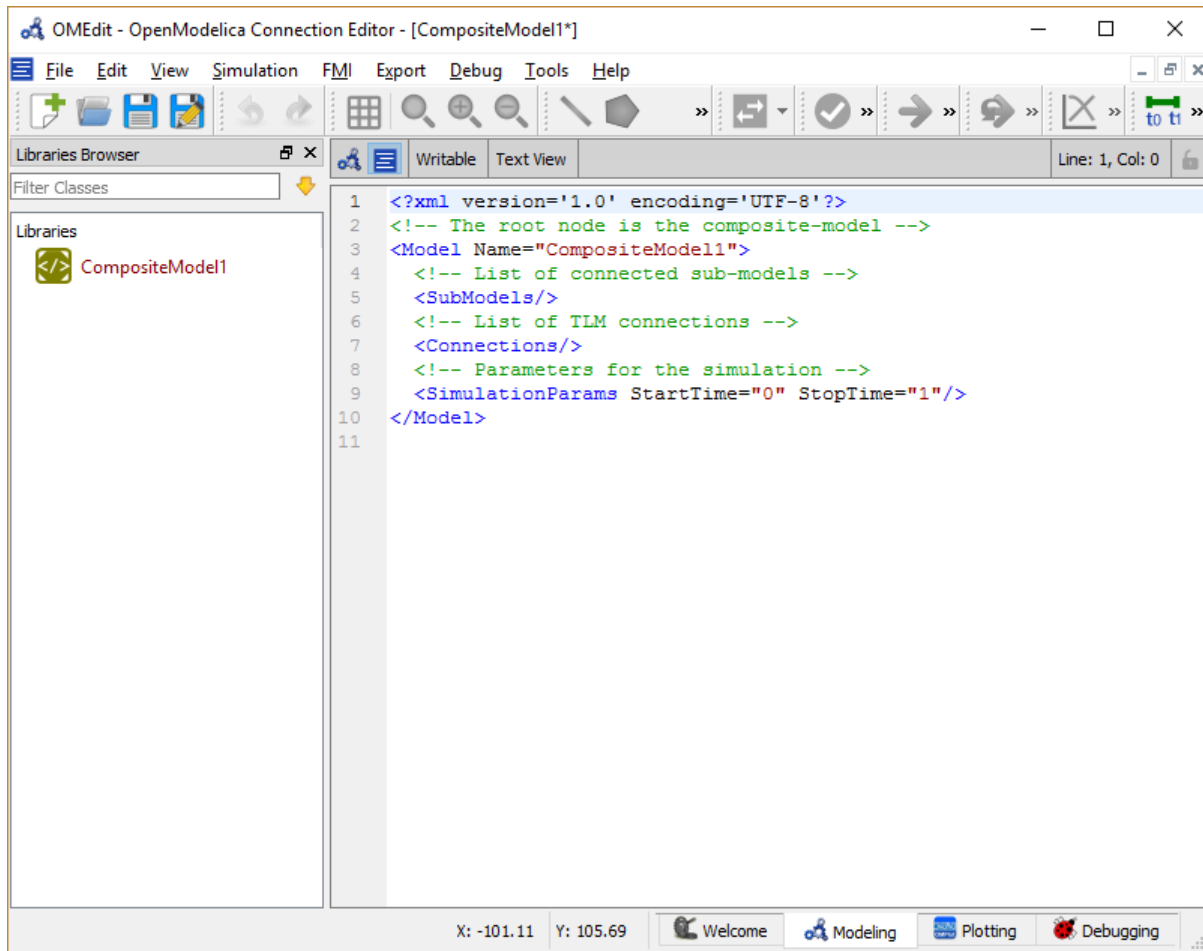 OMEdit - OpenModelica Connection Editor - [CompositeModel1*]
File Edit View Simulation FMI Export Debug Tools Help
t0 t1
Libraries Browser
Writable Text View Line: 1, Col: 0
Filter Classes
Libraries
CompositeModel1
1 <?xml version='1.0' encoding='UTF-8'?>
2 <!-- The root node is the composite-model -->
3 <Model Name="CompositeModel1">
4 <!-- List of connected sub-models -->
5 <SubModels/>
6 <!-- List of TLM connections -->
7 <Connections/>
8 <!-- Parameters for the simulation -->
9 <SimulationParams StartTime="0" StopTime="1"/>
10 </Model>
11
X: -101.11 Y: 105.69 Welcome Modeling Plotting Debugging